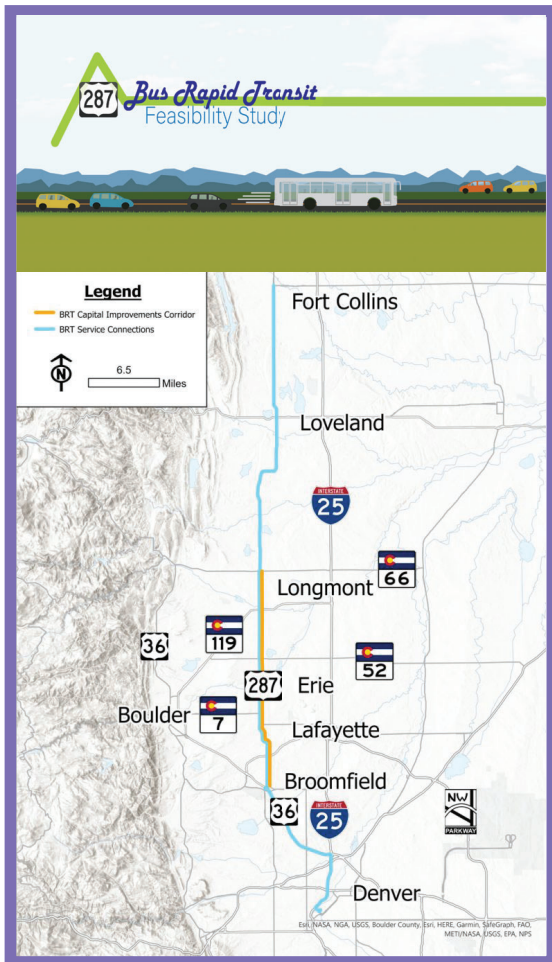 287
Bus Rapid Transit
Feasibility Study
Legend
BRT Capital Improvements Corridor
BRT Service Connections
N
6.5
Miles
Fort Collins
Loveland
INTERSTATE
25
66
Longmont
119
36
52
287
Erie
Boulder
7
Lafayette
Broomfield
36
INTERSTATE
25
NW
PARKWAY
Denver
Esri, NASA, NGA, USGS, Boulder County, Esri, HERE, Garmin, SafeGraph, FAO,
METI/NASA, USGS, EPA, NPS